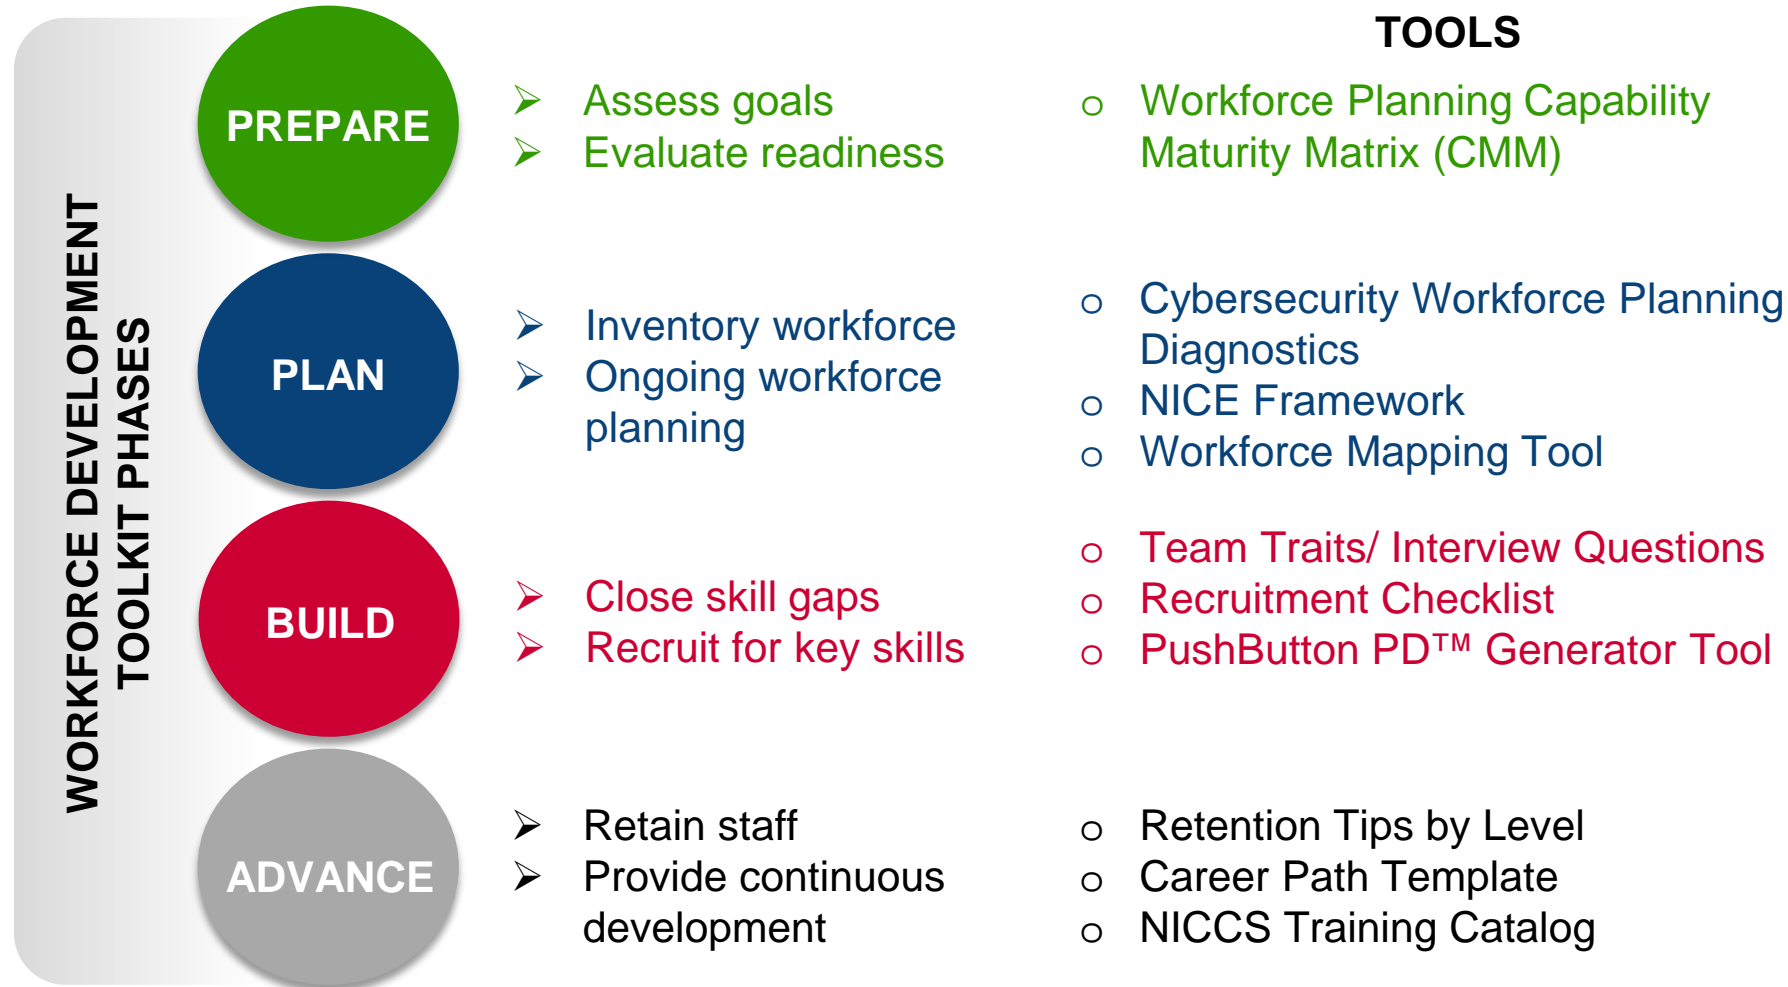 WORKFORCE DEVELOPMENT
TOOLKIT PHASES
TOOLS
PREPARE
➢ Assess goals
➢ Evaluate readiness
o Workforce Planning Capability
Maturity Matrix (CMM)
PLAN
➢ Inventory workforce
➢ Ongoing workforce
planning
o Cybersecurity Workforce Planning
Diagnostics
o NICE Framework
o Workforce Mapping Tool
BUILD
➢ Close skill gaps
➢ Recruit for key skills
o Team Traits/ Interview Questions
o Recruitment Checklist
o PushButton PD™ Generator Tool
ADVANCE
➢ Retain staff
➢ Provide continuous
development
o Retention Tips by Level
o Career Path Template
o NICCS Training Catalog